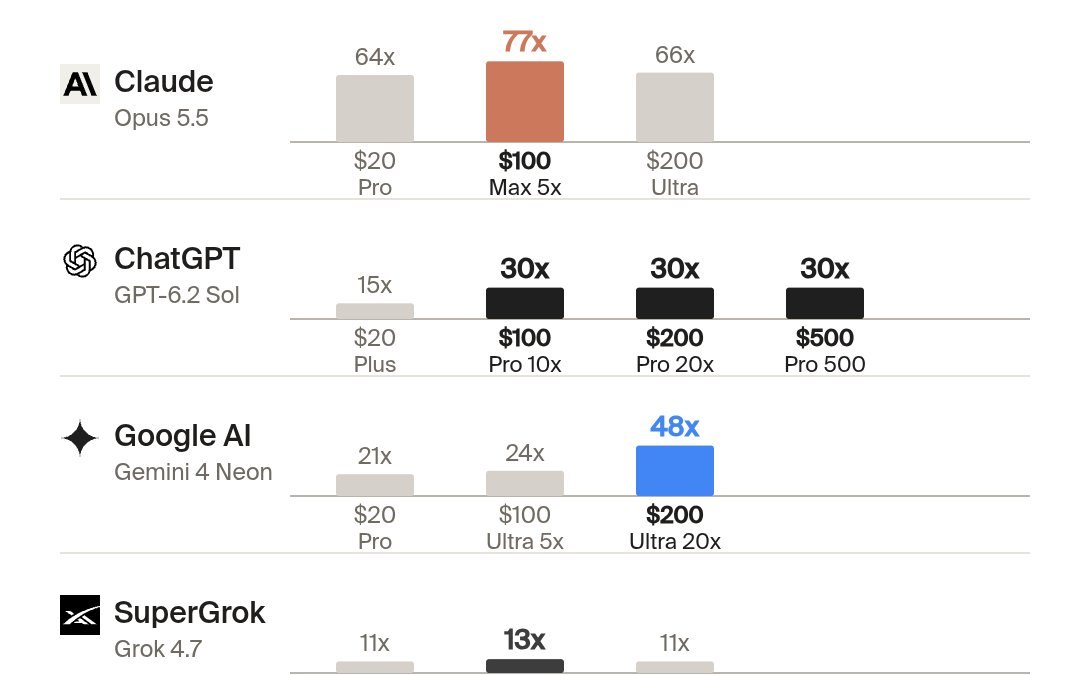 64x 77x 66x
Claude
Opus 5.5
$20 $100 $200
Pro Max 5x Ultra
ChatGPT
GPT-6.2 Sol
15x 30x 30x 30x
$20 $100 $200 $500
Plus Pro 10x Pro 20x Pro 500
Google AI
Gemini 4 Neon
21x 24x 48x
$20 $100 $200
Pro Ultra 5x Ultra 20x
SuperGrok
Grok 4.7
11x 13x 11x